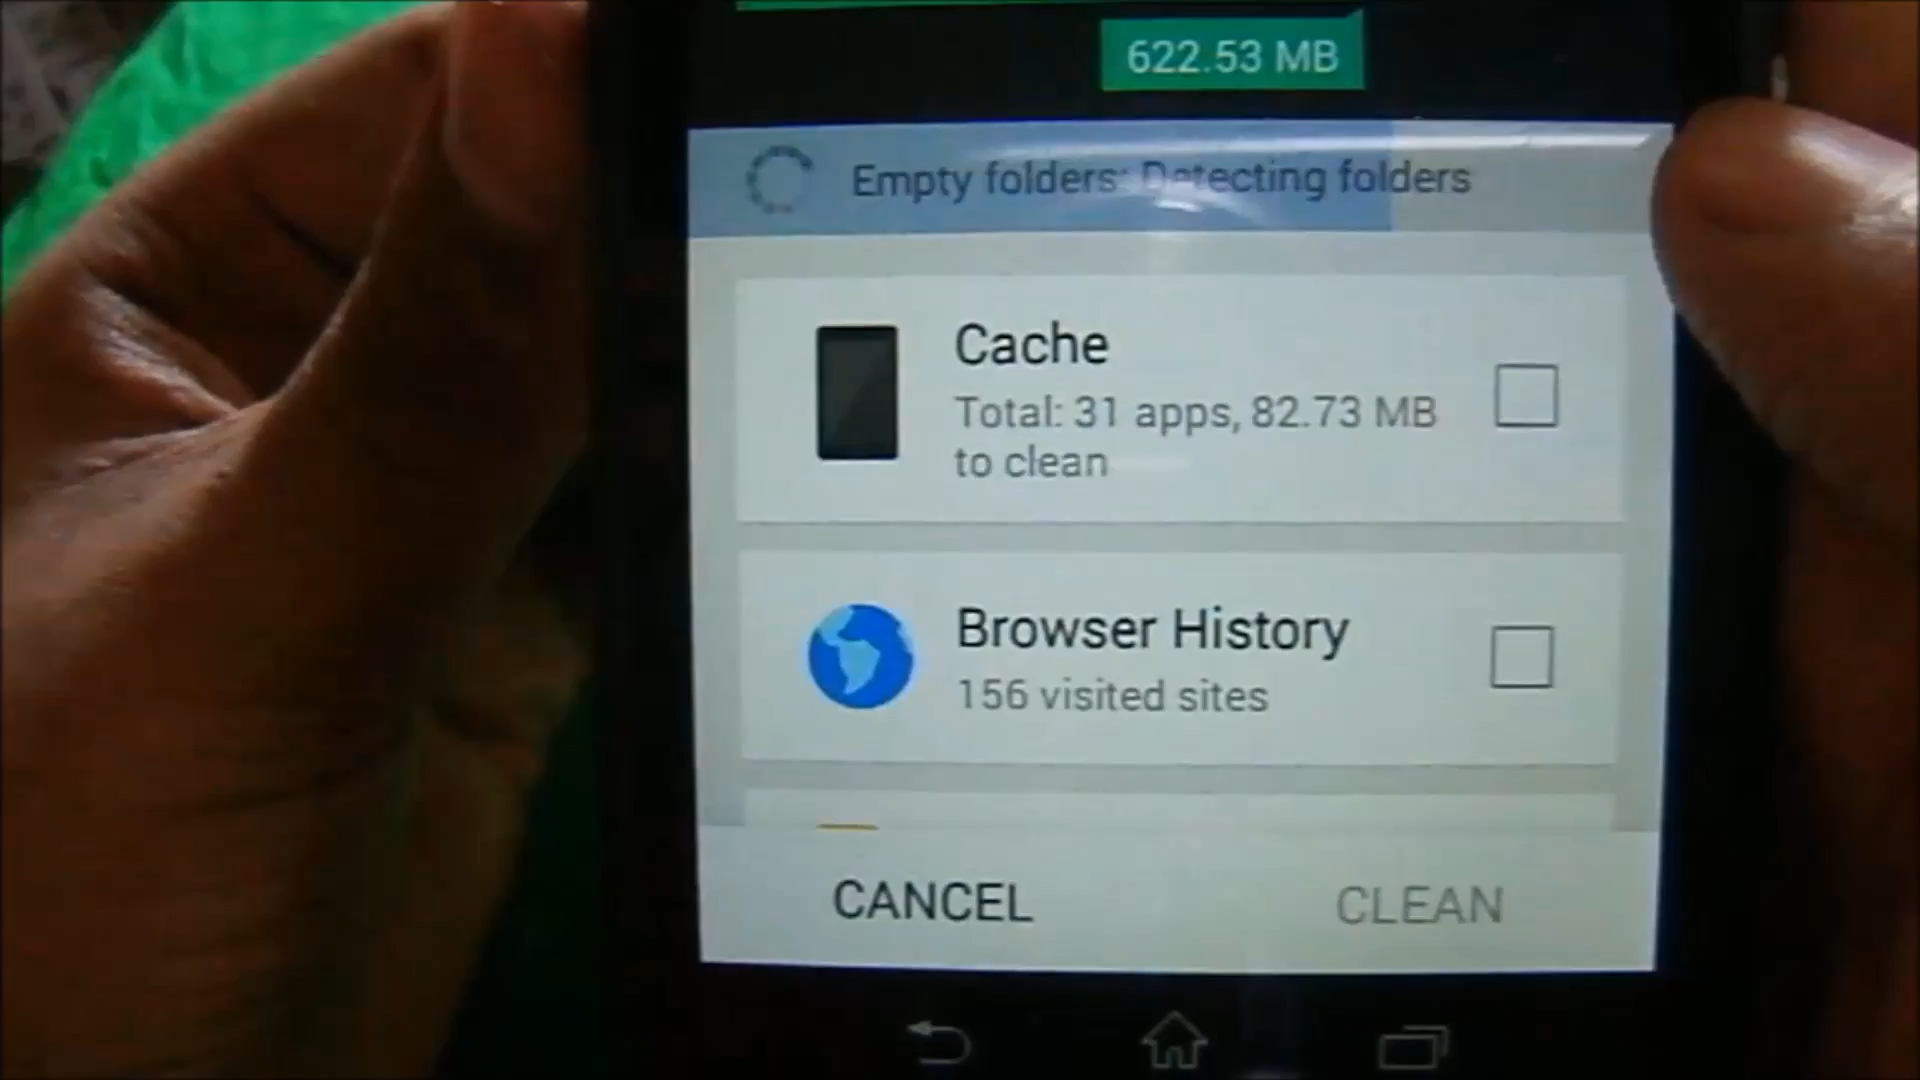 622.53 MB
Empty folders: Detecting folders
Cache
Total: 31 apps, 82.73 MB
to clean
Browser History
156 visited sites
CANCEL
CLEAN